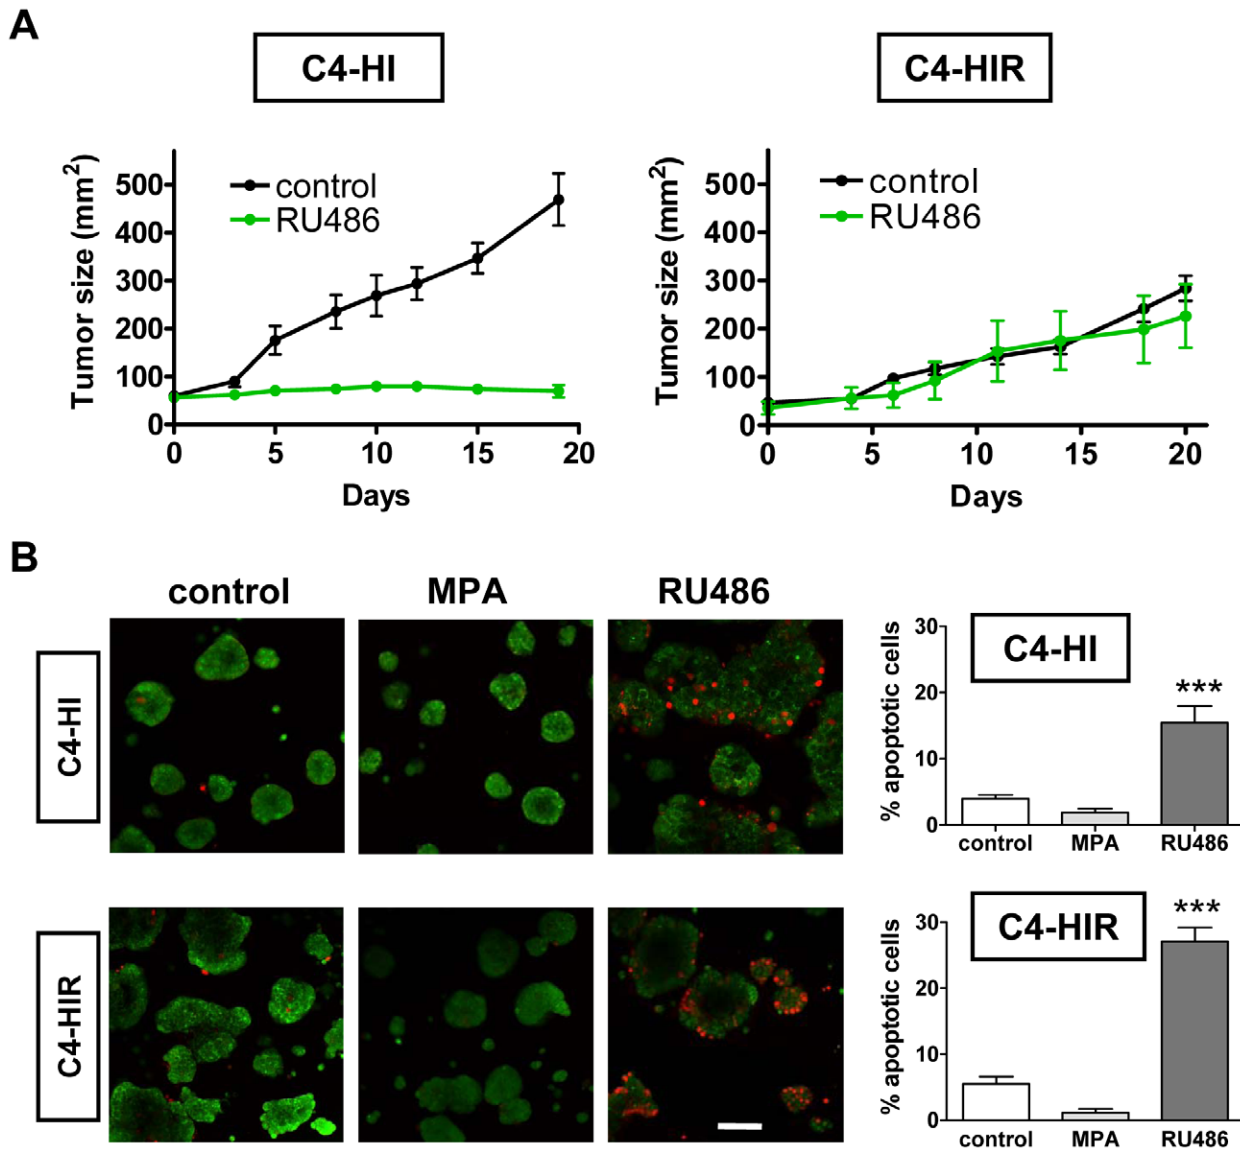 A
C4-HI
C4-HIR
Tumor size (mm2)
500
400
300
200
100
0
control
RU486
0 5 10 15 20
Days
Tumor size (mm2)
500
400
300
200
100
0
control
RU486
0 5 10 15 20
Days
B
control MPA RU486
C4-HI
% apoptotic cells
30
20
10
0
C4-HI
***
control MPA RU486
C4-HIR
% apoptotic cells
30
20
10
0
C4-HIR
***
control MPA RU486